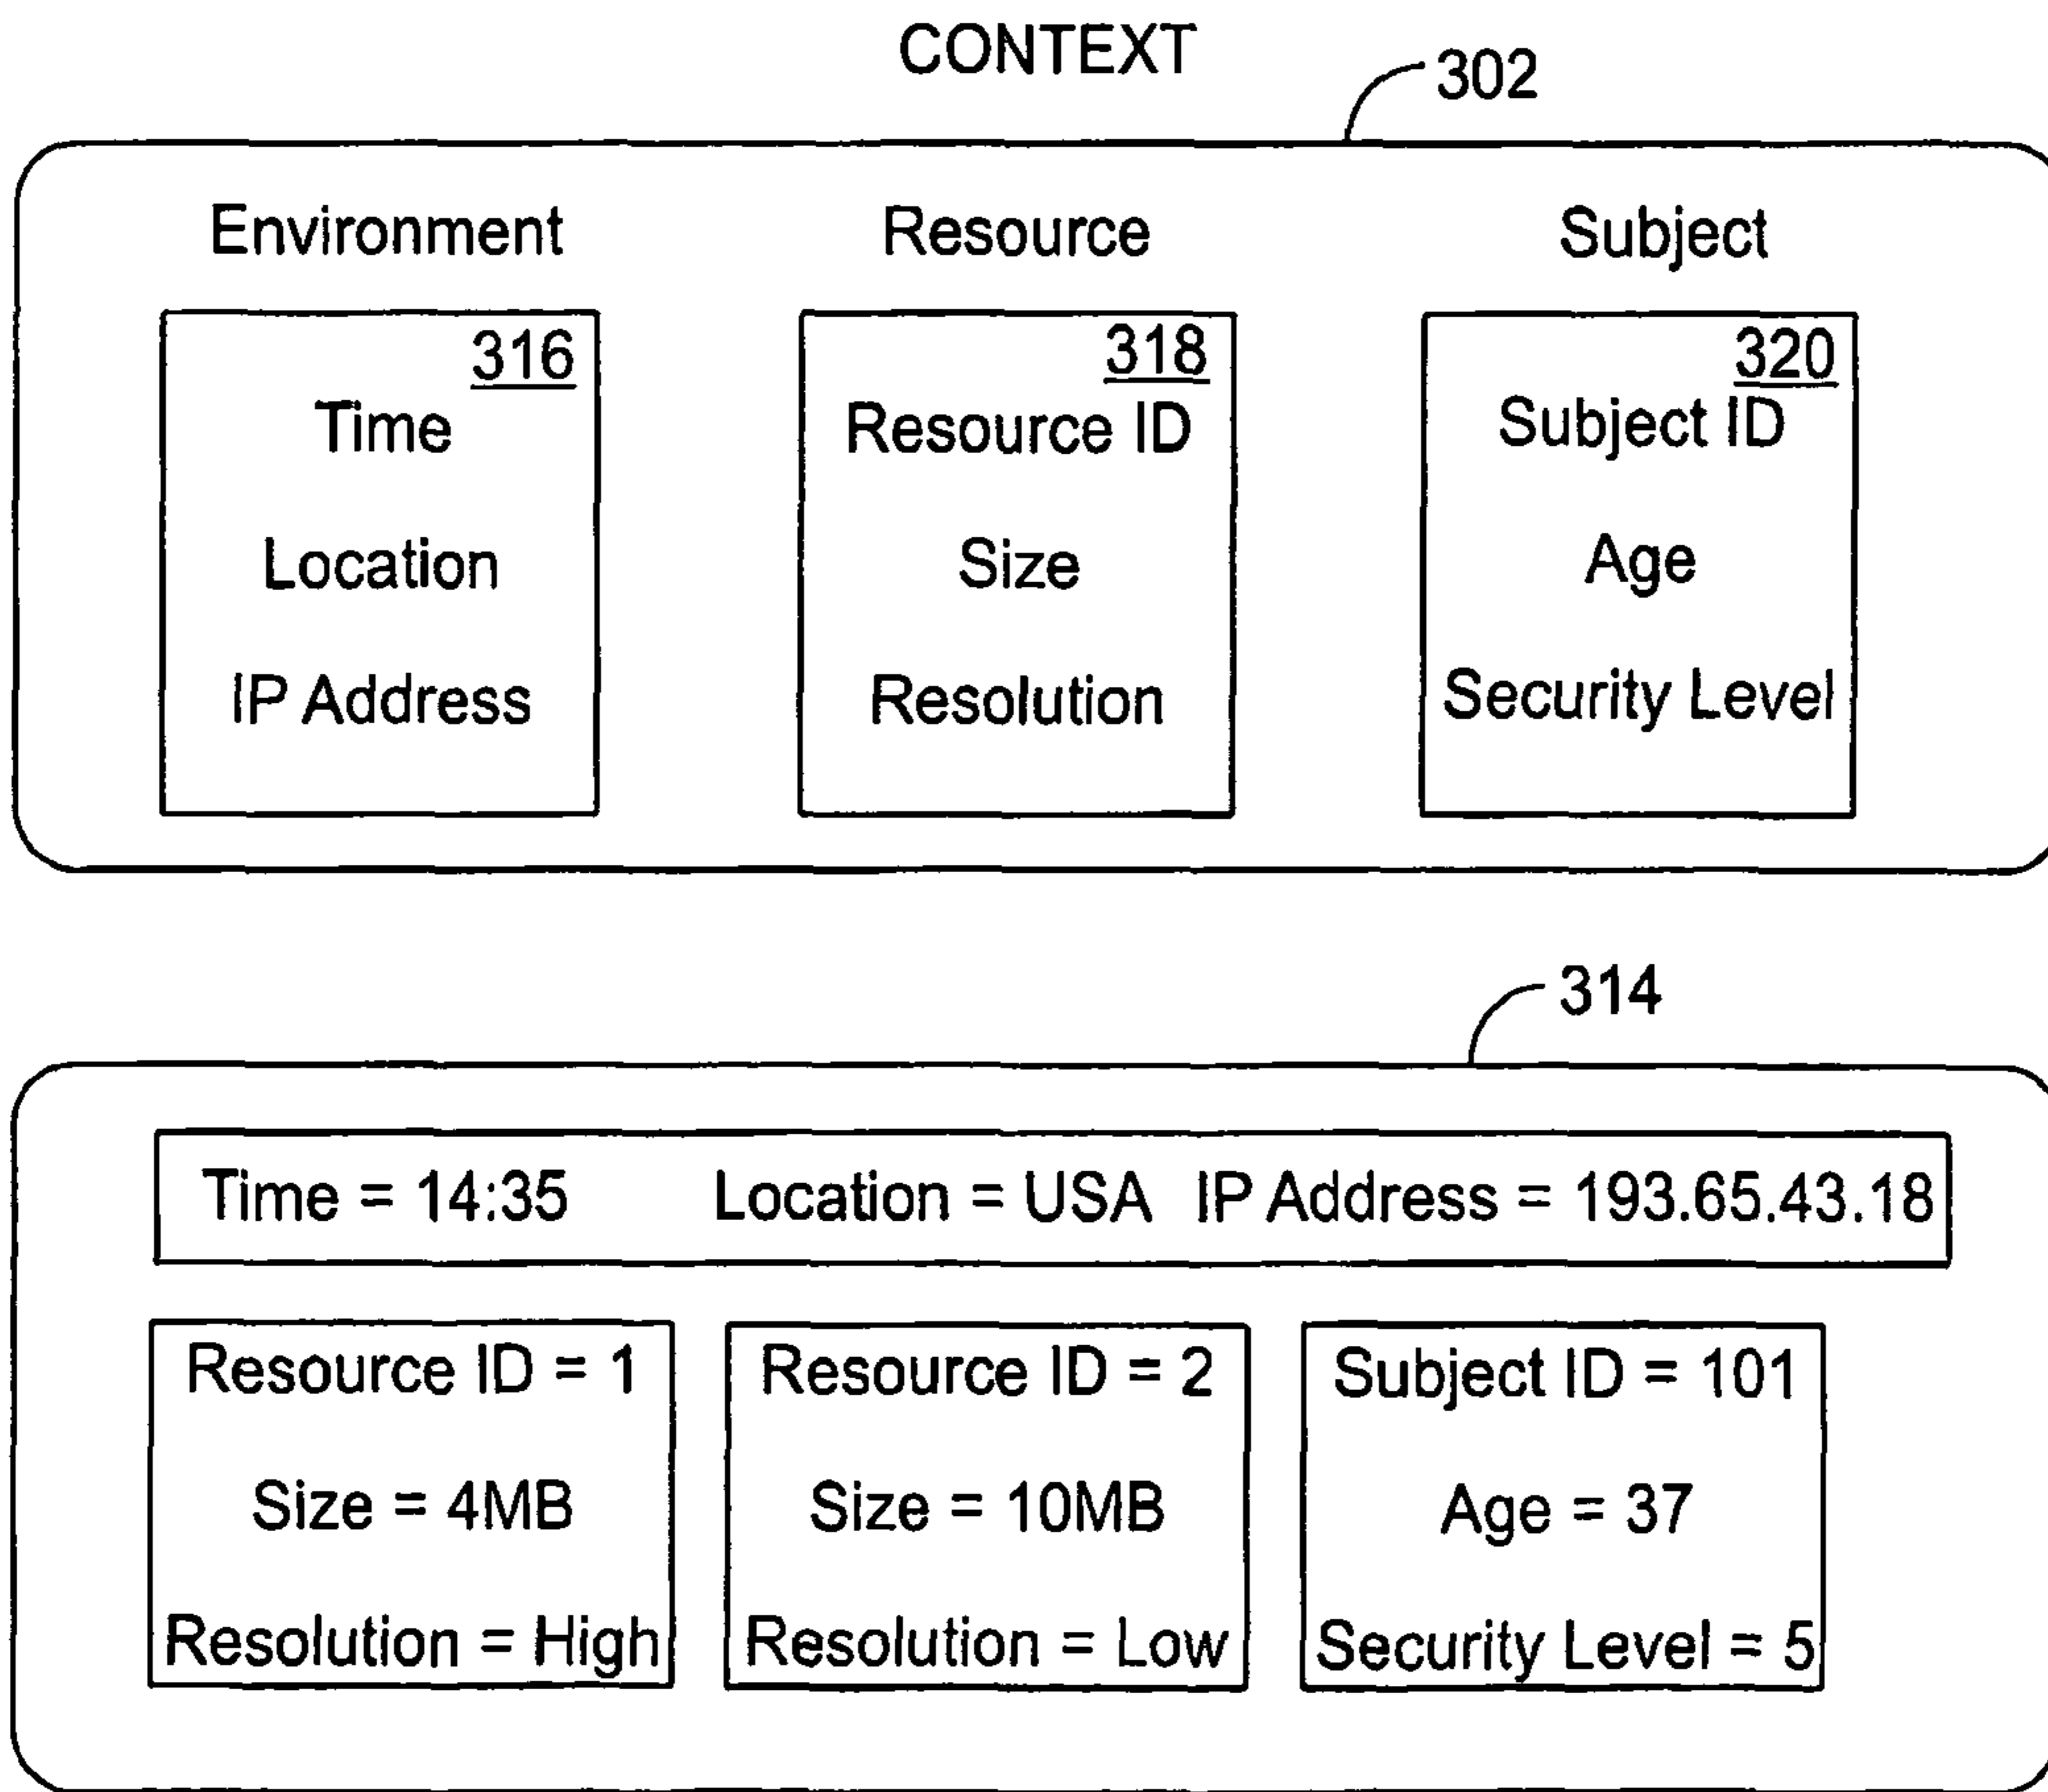 CONTEXT
302
Environment Resource Subject
316 318 320
Time Resource ID Subject ID
Location Size Age
IP Address Resolution Security Level
314
Time = 14:35 Location = USA IP Address = 193.65.43.18
Resource ID = 1 Resource ID = 2 Subject ID = 101
Size = 4MB Size = 10MB Age = 37
Resolution = High Resolution = Low Security Level = 5